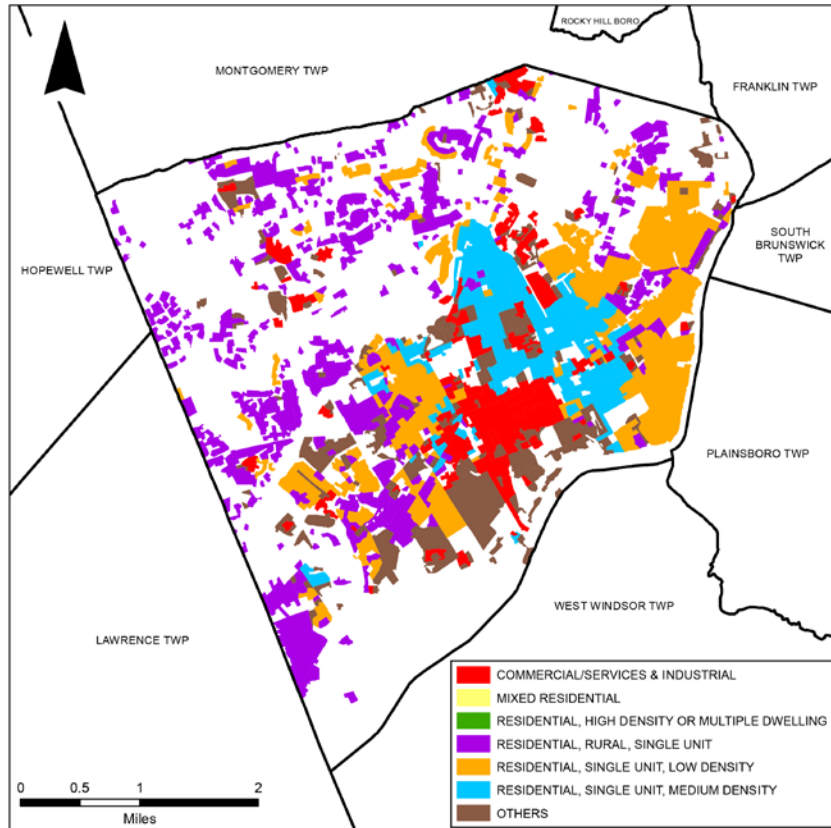 ROCKY HILL BORO
MONTGOMERY TWP
FRANKLIN TWP
SOUTH
BRUNSWICK
TWP
HOPEWELL TWP
PLAINSBORO TWP
WEST WINDSOR TWP
LAWRENCE TWP
COMMERCIAL/SERVICES & INDUSTRIAL
MIXED RESIDENTIAL
RESIDENTIAL, HIGH DENSITY OR MULTIPLE DWELLING
RESIDENTIAL, RURAL, SINGLE UNIT
RESIDENTIAL, SINGLE UNIT, LOW DENSITY
RESIDENTIAL, SINGLE UNIT, MEDIUM DENSITY
OTHERS
0 0.5 1 2
Miles